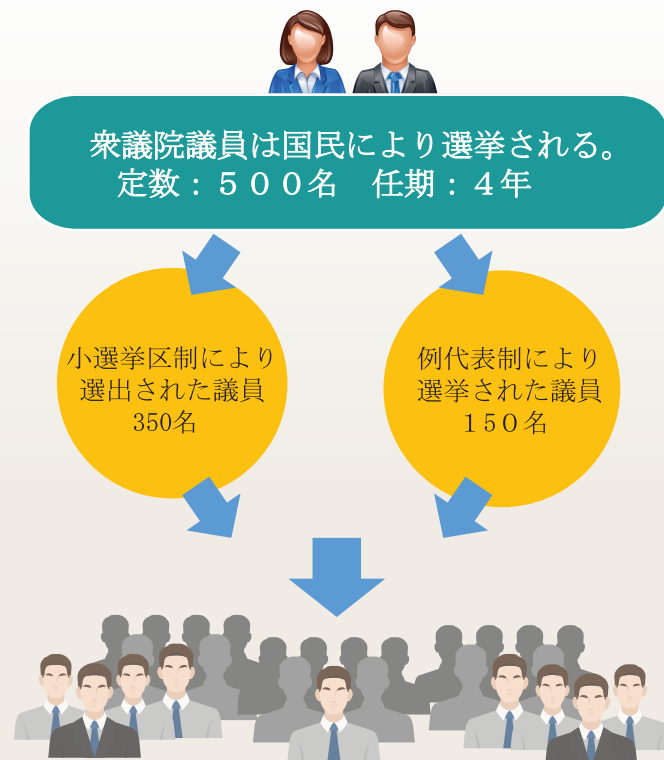 衆議院議員は国民により選挙される。
定数：５００名　任期：４年
小選挙区制により
選出された議員
350名
例代表制により
選挙された議員
１５０名